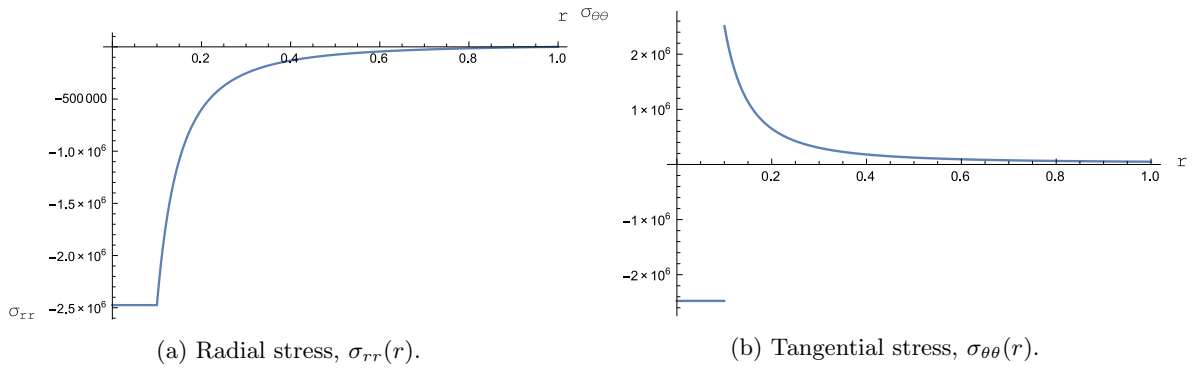 r
0.2
0.4
0.6
0.8
1.0
−500 000
−1.0 × 10⁶
−1.5 × 10⁶
−2.0 × 10⁶
−2.5 × 10⁶
σrr
(a) Radial stress, σrr(r).
σθθ
2 × 10⁶
1 × 10⁶
r
0.2
0.4
0.6
0.8
1.0
−1 × 10⁶
−2 × 10⁶
(b) Tangential stress, σθθ(r).